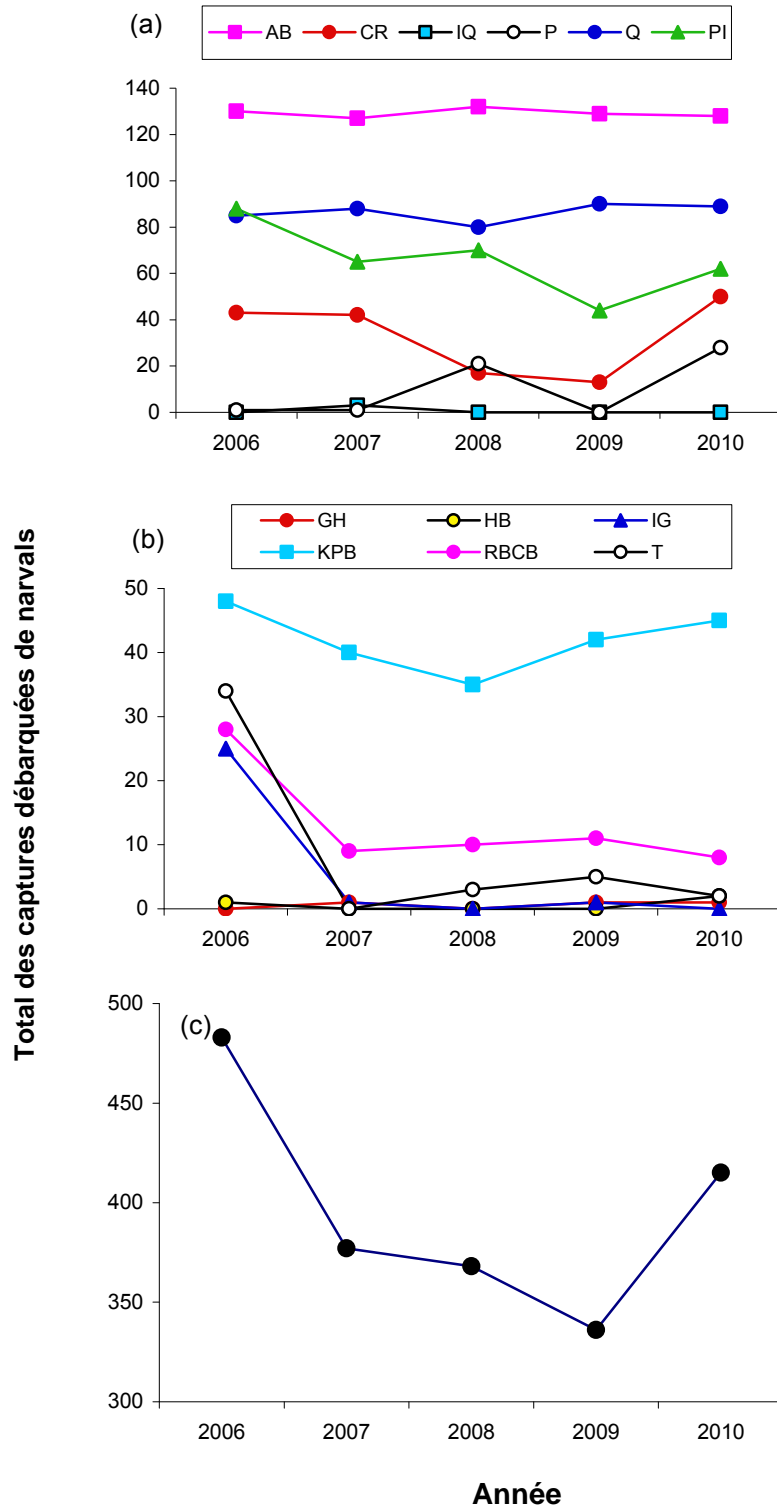 (a)
AB CR IQ P Q PI
140
120
100
80
60
40
20
0
2006 2007 2008 2009 2010
Total des captures débarquées de narvals
(b)
GH HB IG
KPB RBCB T
50
40
30
20
10
0
2006 2007 2008 2009 2010
(c)
500
450
400
350
300
2006 2007 2008 2009 2010
Année